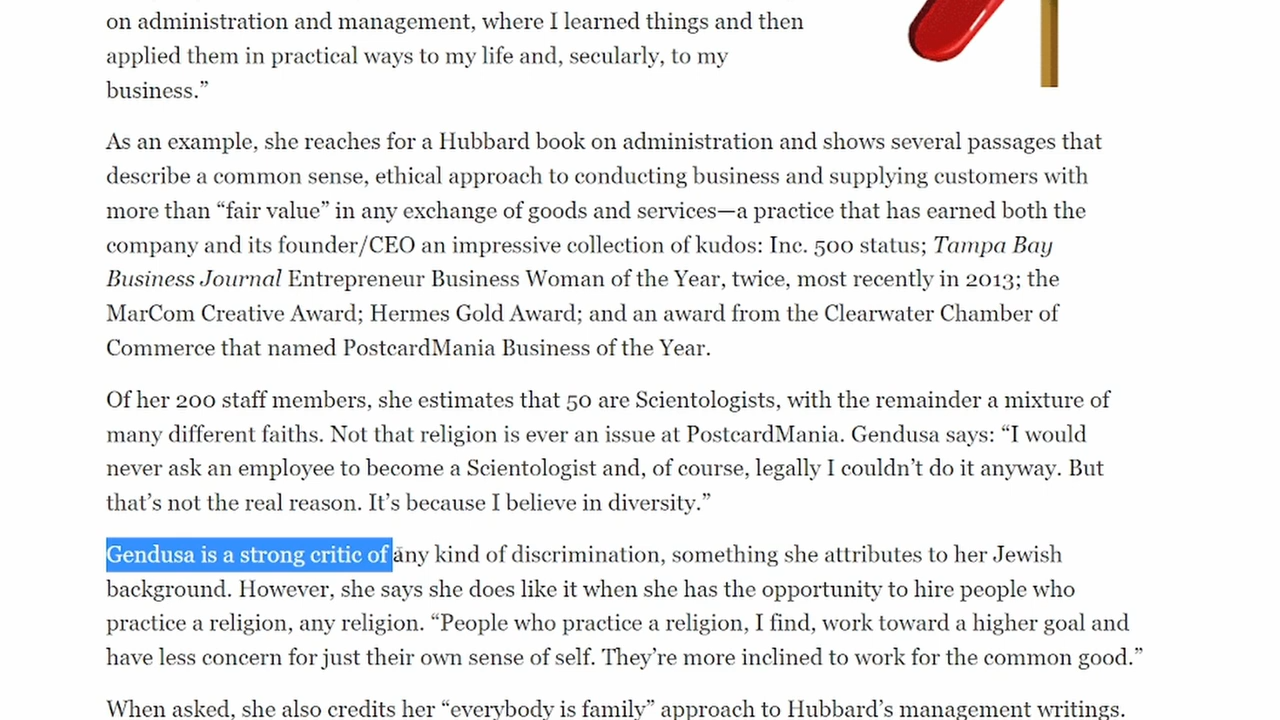 on administration and management, where I learned things and then
applied them in practical ways to my life and, secularly, to my
business.”
As an example, she reaches for a Hubbard book on administration and shows several passages that
describe a common sense, ethical approach to conducting business and supplying customers with
more than “fair value” in any exchange of goods and services—a practice that has earned both the
company and its founder/CEO an impressive collection of kudos: Inc. 500 status; Tampa Bay
Business Journal Entrepreneur Business Woman of the Year, twice, most recently in 2013; the
MarCom Creative Award; Hermes Gold Award; and an award from the Clearwater Chamber of
Commerce that named PostcardMania Business of the Year.
Of her 200 staff members, she estimates that 50 are Scientologists, with the remainder a mixture of
many different faiths. Not that religion is ever an issue at PostcardMania. Gendusa says: “I would
never ask an employee to become a Scientologist and, of course, legally I couldn’t do it anyway. But
that’s not the real reason. It’s because I believe in diversity.”
Gendusa is a strong critic of any kind of discrimination, something she attributes to her Jewish
background. However, she says she does like it when she has the opportunity to hire people who
practice a religion, any religion. “People who practice a religion, I find, work toward a higher goal and
have less concern for just their own sense of self. They’re more inclined to work for the common good.”
When asked, she also credits her “everybody is family” approach to Hubbard’s management writings.